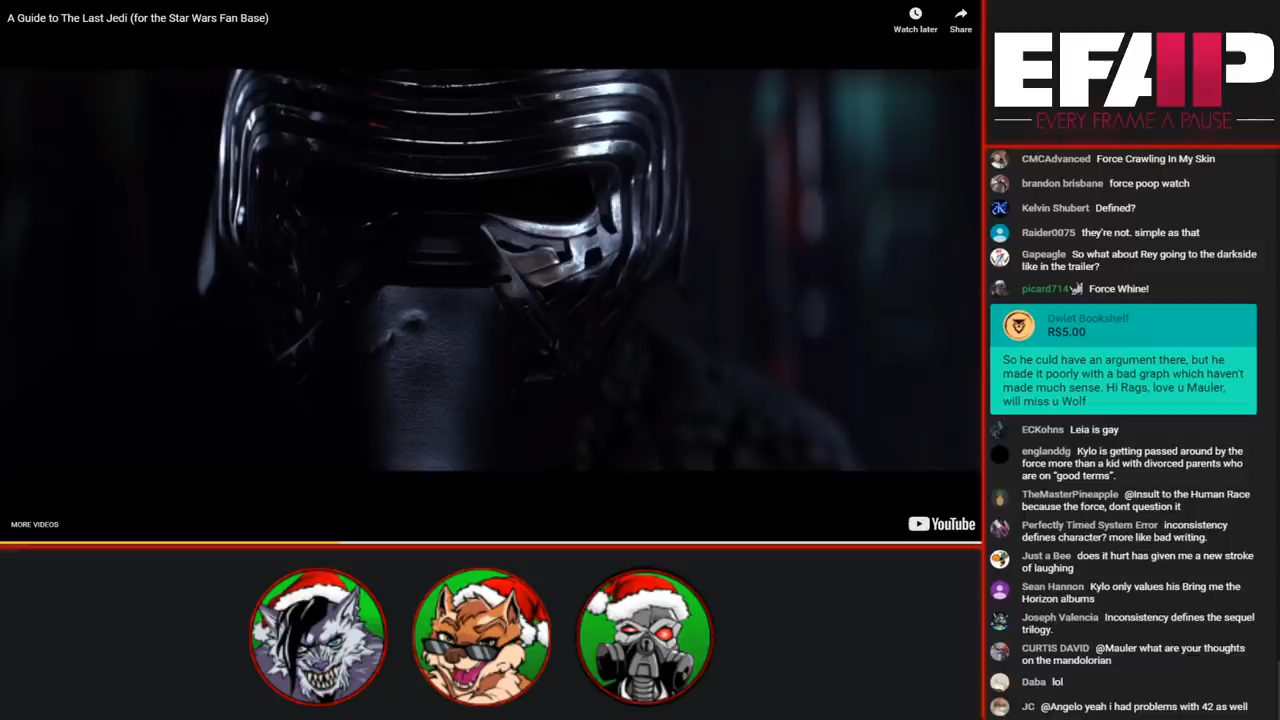 A Guide to The Last Jedi (for the Star Wars Fan Base)
Watch later
Share
MORE VIDEOS
YouTube
EFAP
EVERY FRAME A PAUSE
CMCAdvanced Force Crawling In My Skin
brandon brisbane force poop watch
Kelvin Shubert Defined?
Raider0075 they're not. simple as that
Gapeagle So what about Rey going to the darkside
like in the trailer?
picard714 Force Whine!
Owlet Bookshelf
R$5.00
So he culd have an argument there, but he
made it poorly with a bad graph which haven't
made much sense. Hi Rags, love u Mauler,
will miss u Wolf
ECKohns Leia is gay
englanddg Kylo is getting passed around by the
force more than a kid with divorced parents who
are on "good terms".
TheMasterPineapple @Insult to the Human Race
because the force, dont question it
Perfectly Timed System Error inconsistency
defines character? more like bad writing.
Just a Bee does it hurt has given me a new stroke
of laughing
Sean Hannon Kylo only values his Bring me the
Horizon albums
Joseph Valencia Inconsistency defines the sequel
trilogy.
CURTIS DAVID @Mauler what are your thoughts
on the mandolorian
Daba lol
JC @Angelo yeah i had problems with 42 as well